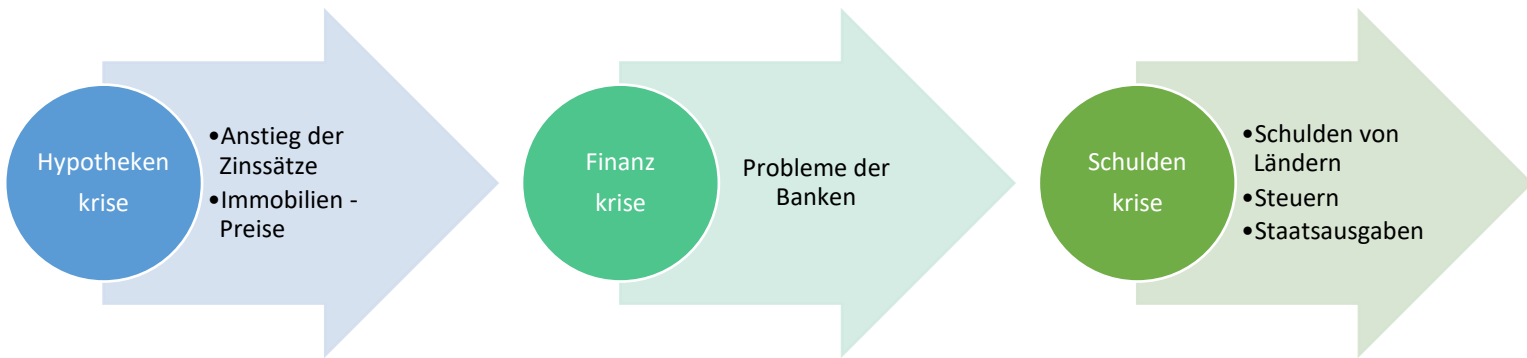 Hypotheken
krise
•Anstieg der
Zinssätze
•Immobilien -
Preise
Finanz
krise
Probleme der
Banken
Schulden
krise
•Schulden von
Ländern
•Steuern
•Staatsausgaben